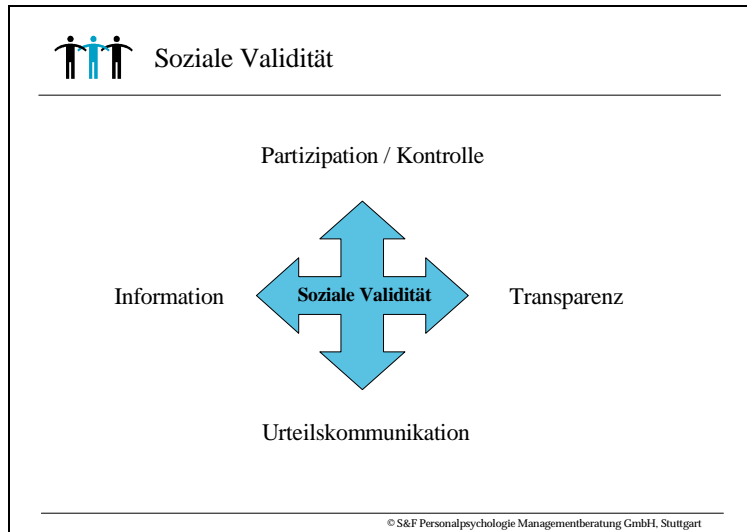 Soziale Validität
Partizipation / Kontrolle
Information
Soziale Validität
Transparenz
Urteilskommunikation
© S&F Personalpsychologie Managementberatung GmbH, Stuttgart